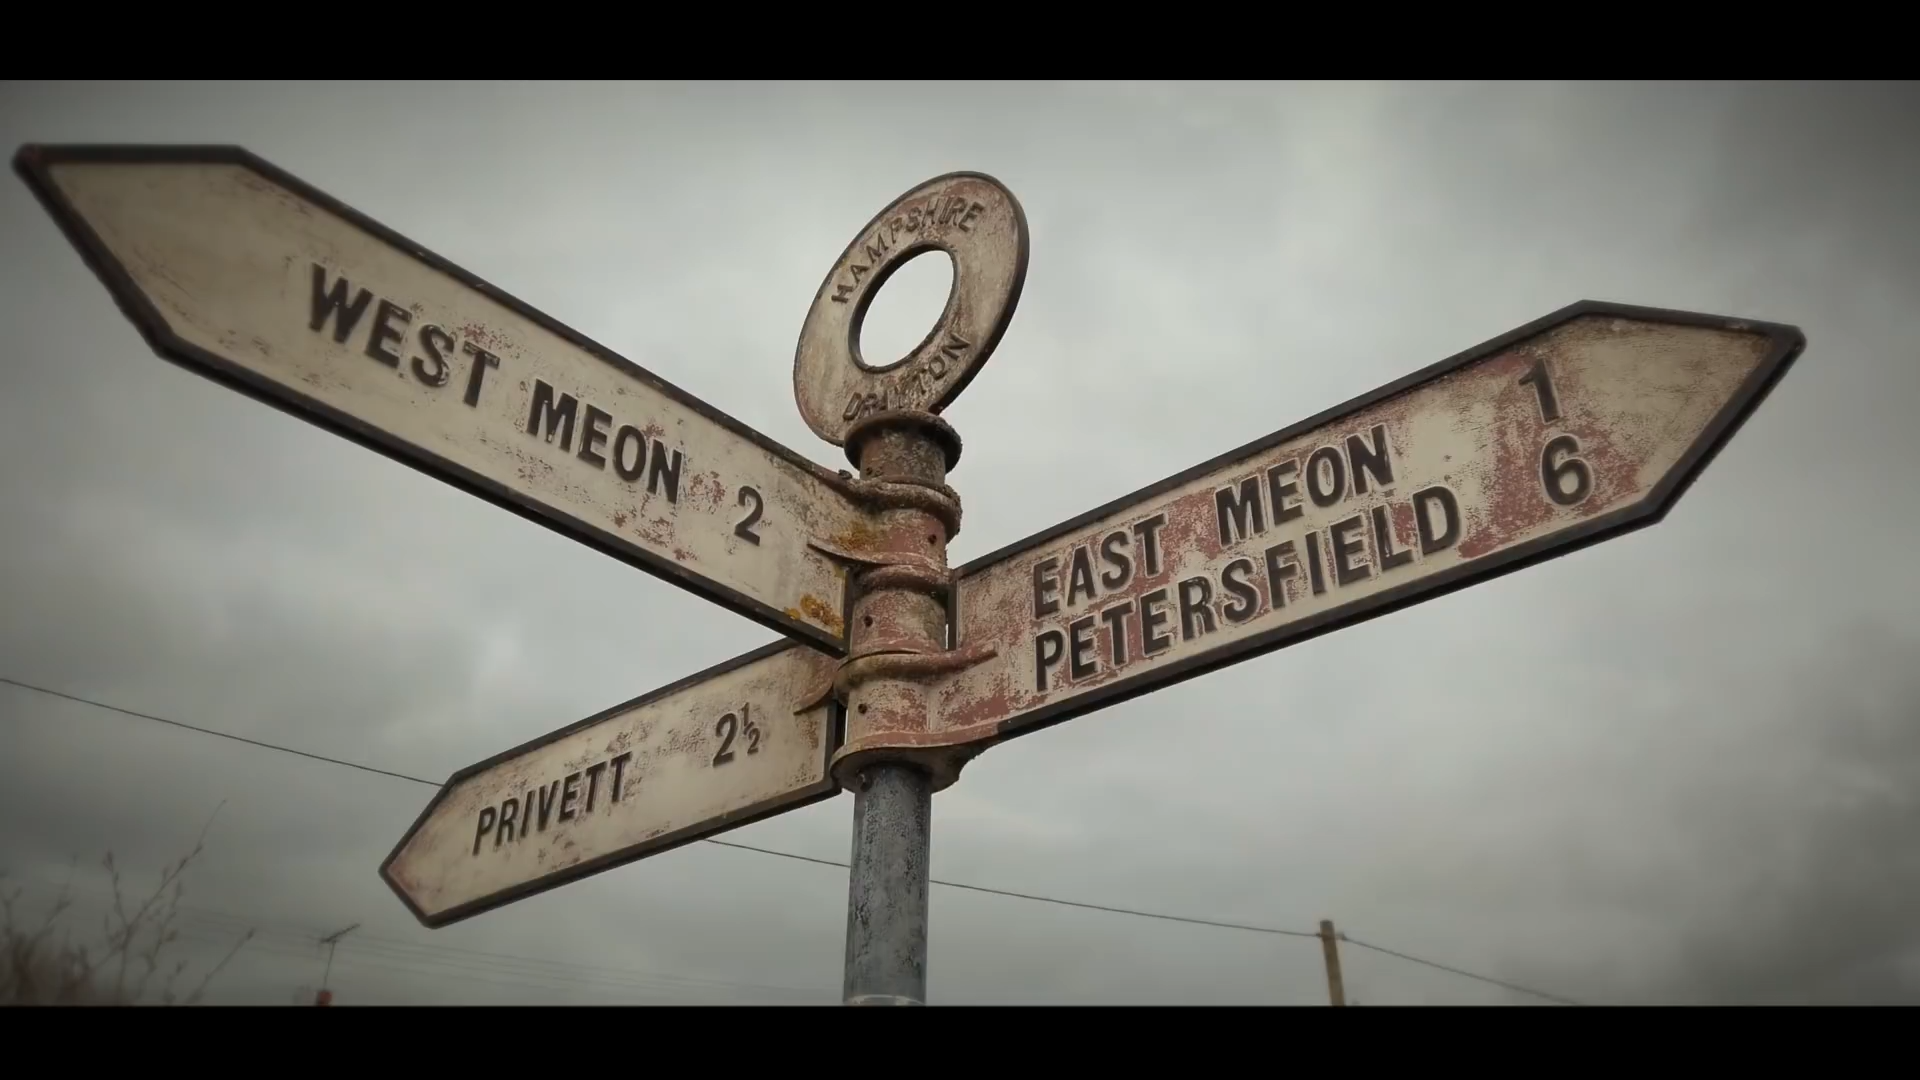 HAMPSHIRE
DRAYTON
WEST MEON 2
EAST MEON 1
PETERSFIELD 6
PRIVETT 2½